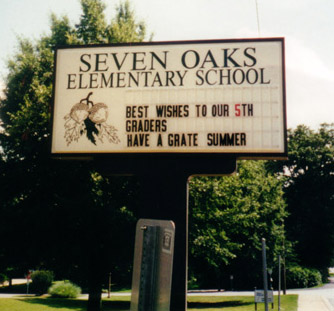 SEVEN OAKS
ELEMENTARY SCHOOL
BEST WISHES TO OUR 5TH
GRADERS
HAVE A GRATE SUMMER